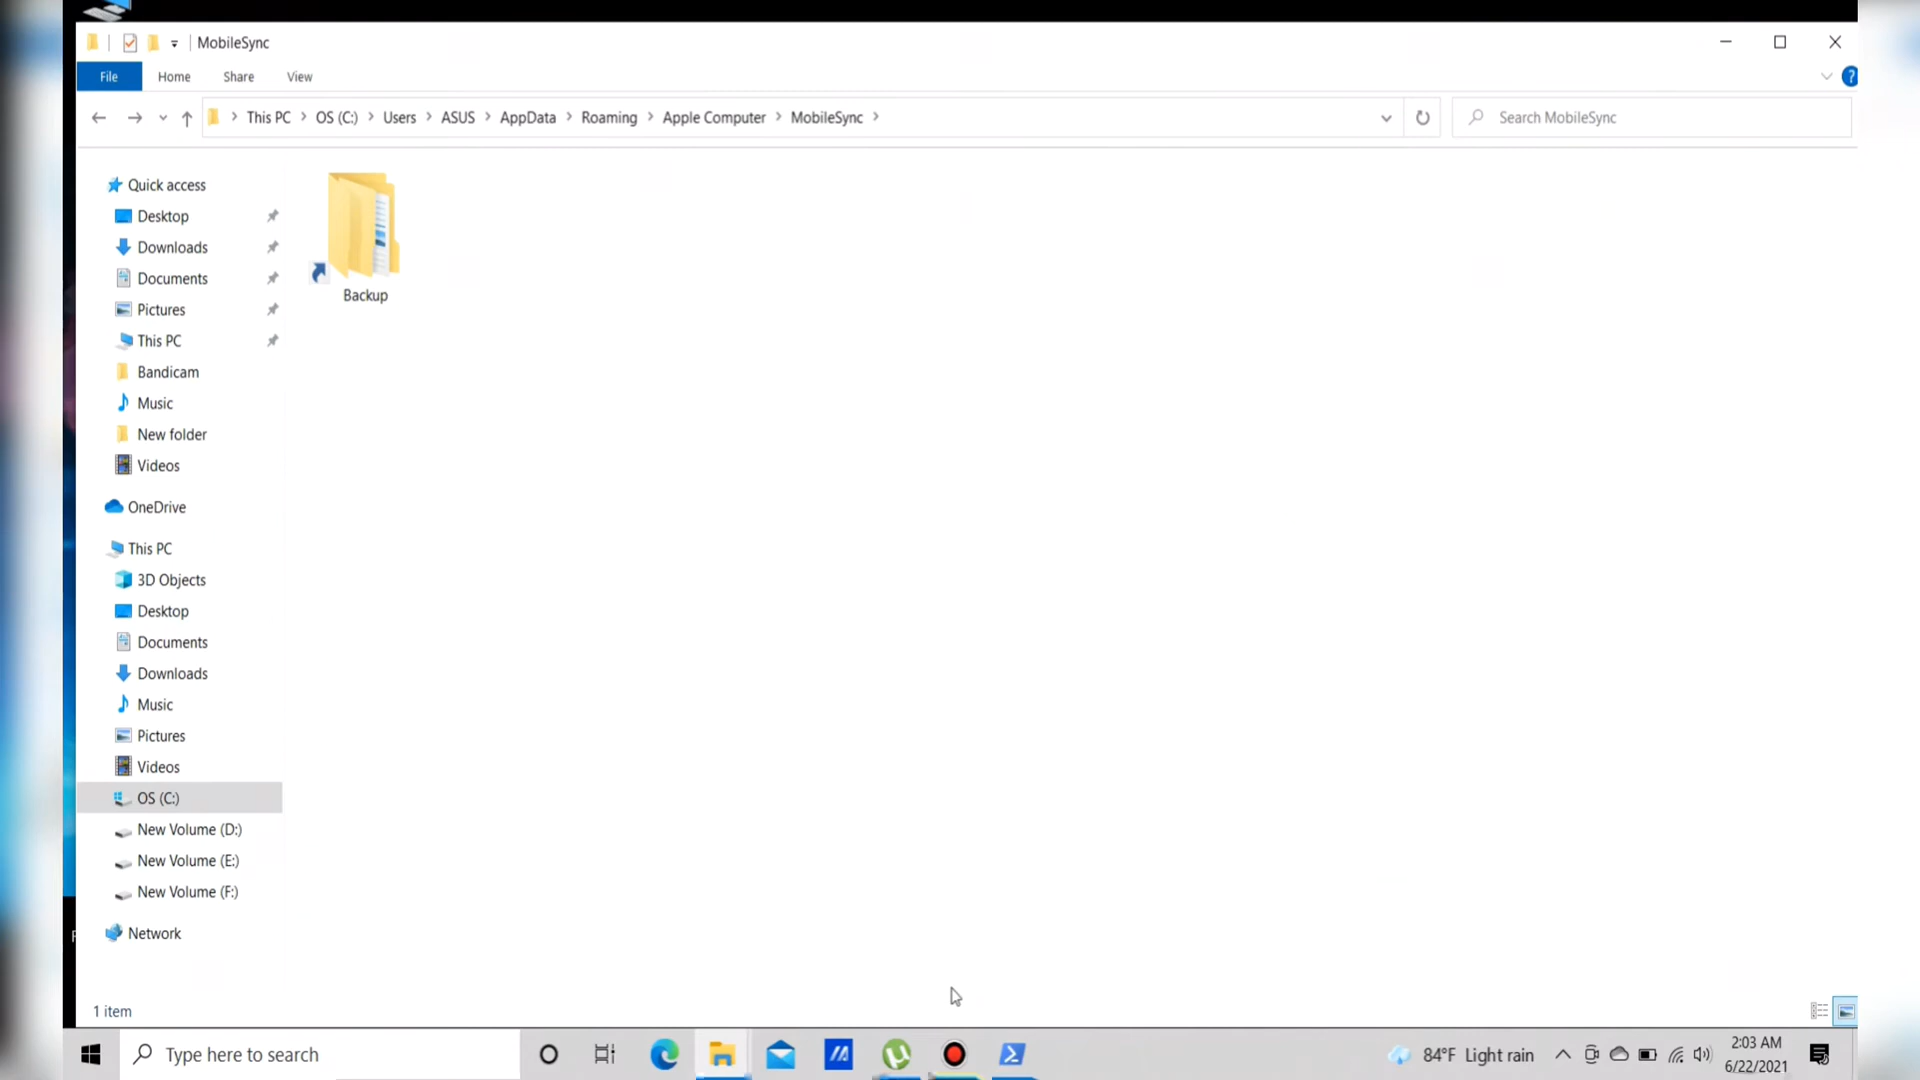 MobileSync
File Home Share View
This PC OS (C:) Users ASUS AppData Roaming Apple Computer MobileSync
Search MobileSync
Quick access
Desktop
Downloads
Documents
Pictures
This PC
Bandicam
Music
New folder
Videos
OneDrive
This PC
3D Objects
Desktop
Documents
Downloads
Music
Pictures
Videos
OS (C:)
New Volume (D:)
New Volume (E:)
New Volume (F:)
Network
Backup
1 item
Type here to search
84°F Light rain
2:03 AM
6/22/2021